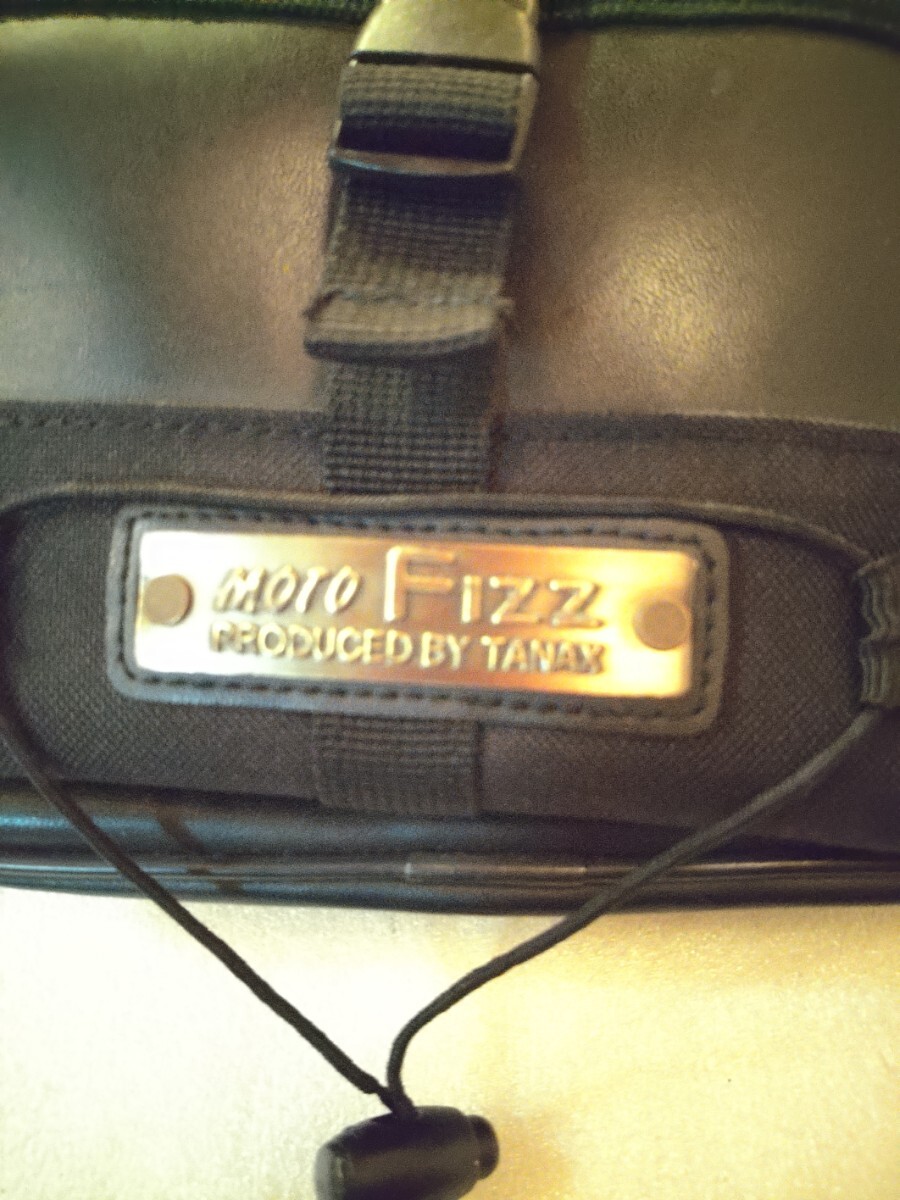 MOTO FIZZ
PRODUCED BY TANAX